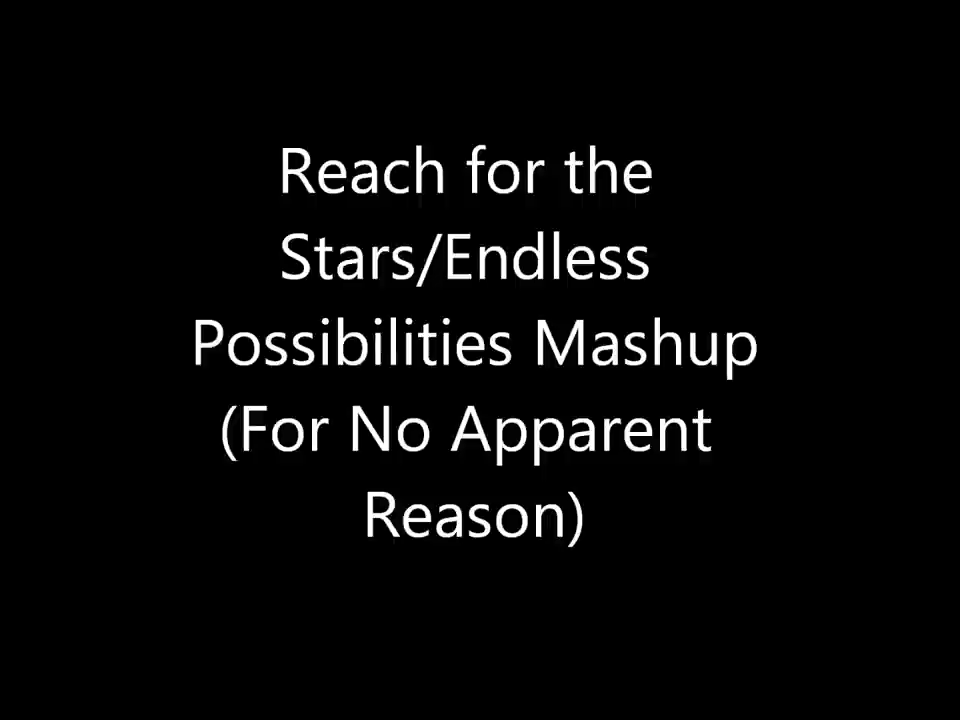 Reach for the
Stars/Endless
Possibilities Mashup
(For No Apparent
Reason)